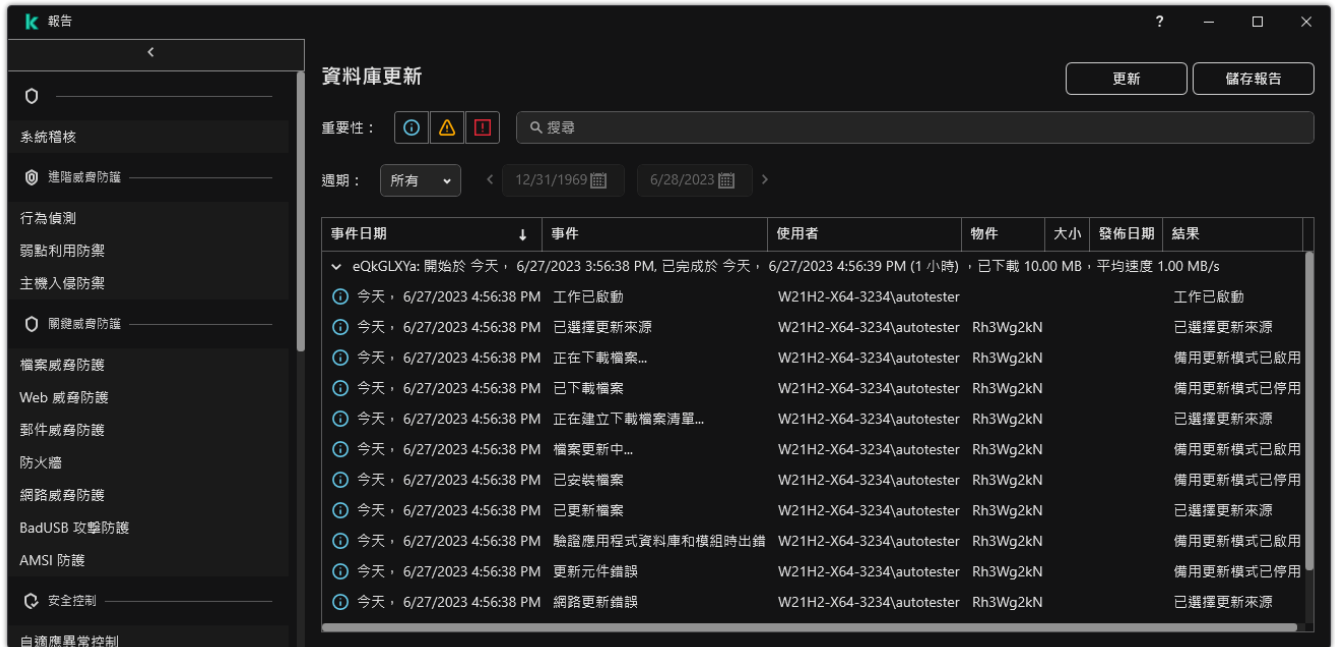 報告
?
資料庫更新
更新
儲存報告
重要性：
搜尋
週期：
所有
12/31/1969
6/28/2023
系統稽核
進階威脅防護
行為偵測
弱點利用防禦
主機入侵防禦
關鍵威脅防護
檔案威脅防護
Web 威脅防護
郵件威脅防護
防火牆
網路威脅防護
BadUSB 攻擊防護
AMSI 防護
安全控制
自適應異常控制
事件日期 ↓ 事件 使用者 物件 大小 發佈日期 結果
eQkGLXYa: 開始於 今天， 6/27/2023 3:56:38 PM, 已完成於 今天， 6/27/2023 4:56:39 PM (1 小時) ，已下載 10.00 MB，平均速度 1.00 MB/s
今天， 6/27/2023 4:56:38 PM 工作已啟動 W21H2-X64-3234\autotester 工作已啟動
今天， 6/27/2023 4:56:38 PM 已選擇更新來源 W21H2-X64-3234\autotester Rh3Wg2kN 已選擇更新來源
今天， 6/27/2023 4:56:38 PM 正在下載檔案... W21H2-X64-3234\autotester Rh3Wg2kN 備用更新模式已啟用
今天， 6/27/2023 4:56:38 PM 已下載檔案 W21H2-X64-3234\autotester Rh3Wg2kN 備用更新模式已停用
今天， 6/27/2023 4:56:38 PM 正在建立下載檔案清單... W21H2-X64-3234\autotester Rh3Wg2kN 已選擇更新來源
今天， 6/27/2023 4:56:38 PM 檔案更新中... W21H2-X64-3234\autotester Rh3Wg2kN 備用更新模式已啟用
今天， 6/27/2023 4:56:38 PM 已安裝檔案 W21H2-X64-3234\autotester Rh3Wg2kN 備用更新模式已停用
今天， 6/27/2023 4:56:38 PM 已更新檔案 W21H2-X64-3234\autotester Rh3Wg2kN 已選擇更新來源
今天， 6/27/2023 4:56:38 PM 驗證應用程式資料庫和模組時出錯 W21H2-X64-3234\autotester Rh3Wg2kN 備用更新模式已啟用
今天， 6/27/2023 4:56:38 PM 更新元件錯誤 W21H2-X64-3234\autotester Rh3Wg2kN 備用更新模式已停用
今天， 6/27/2023 4:56:38 PM 網路更新錯誤 W21H2-X64-3234\autotester Rh3Wg2kN 已選擇更新來源